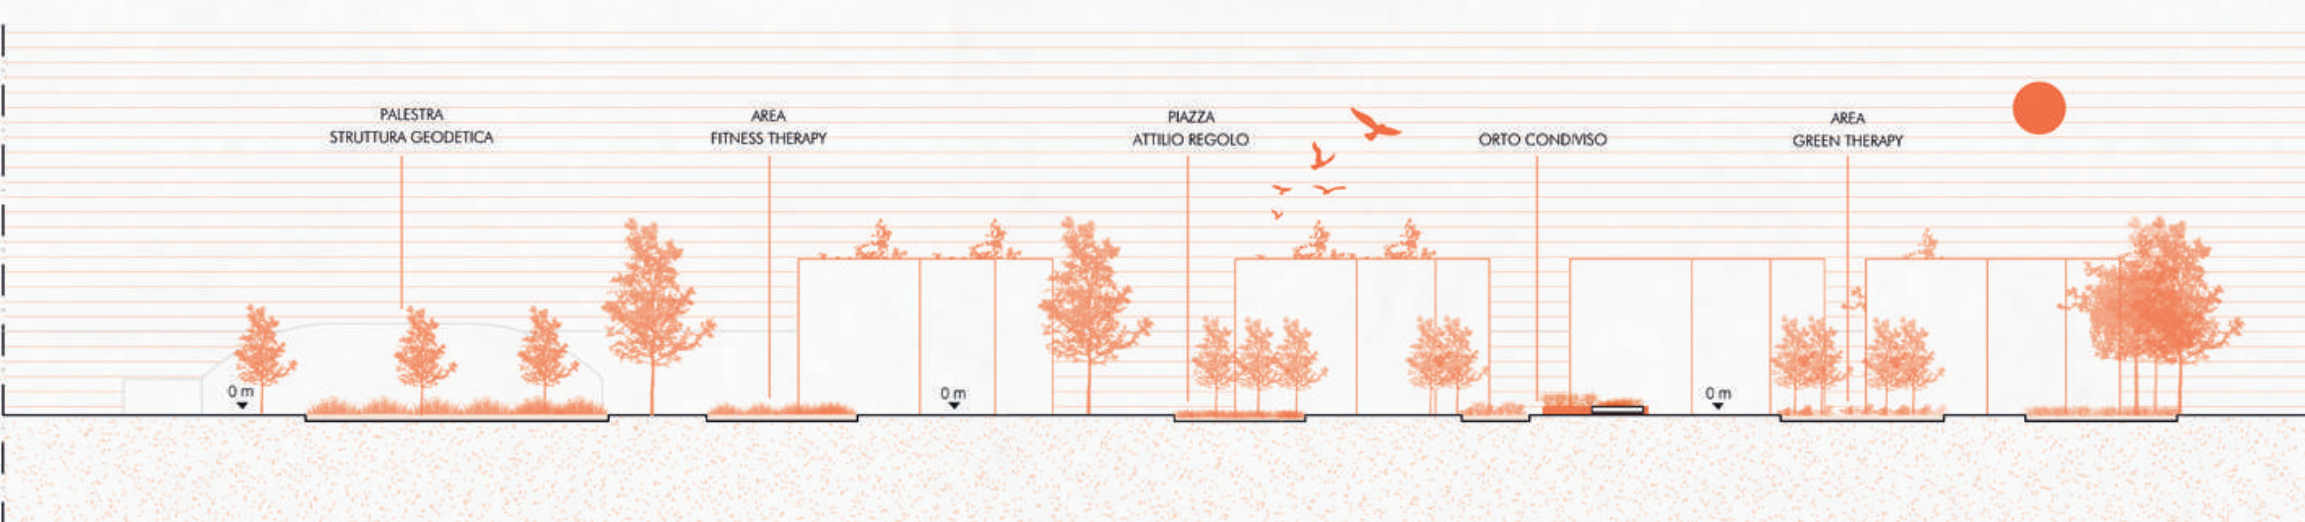 PALESTRA
STRUTTURA GEODETICA
AREA
FITNESS THERAPY
PIAZZA
ATTILIO REGOLO
ORTO CONDIVISO
AREA
GREEN THERAPY
0 m
0 m
0 m